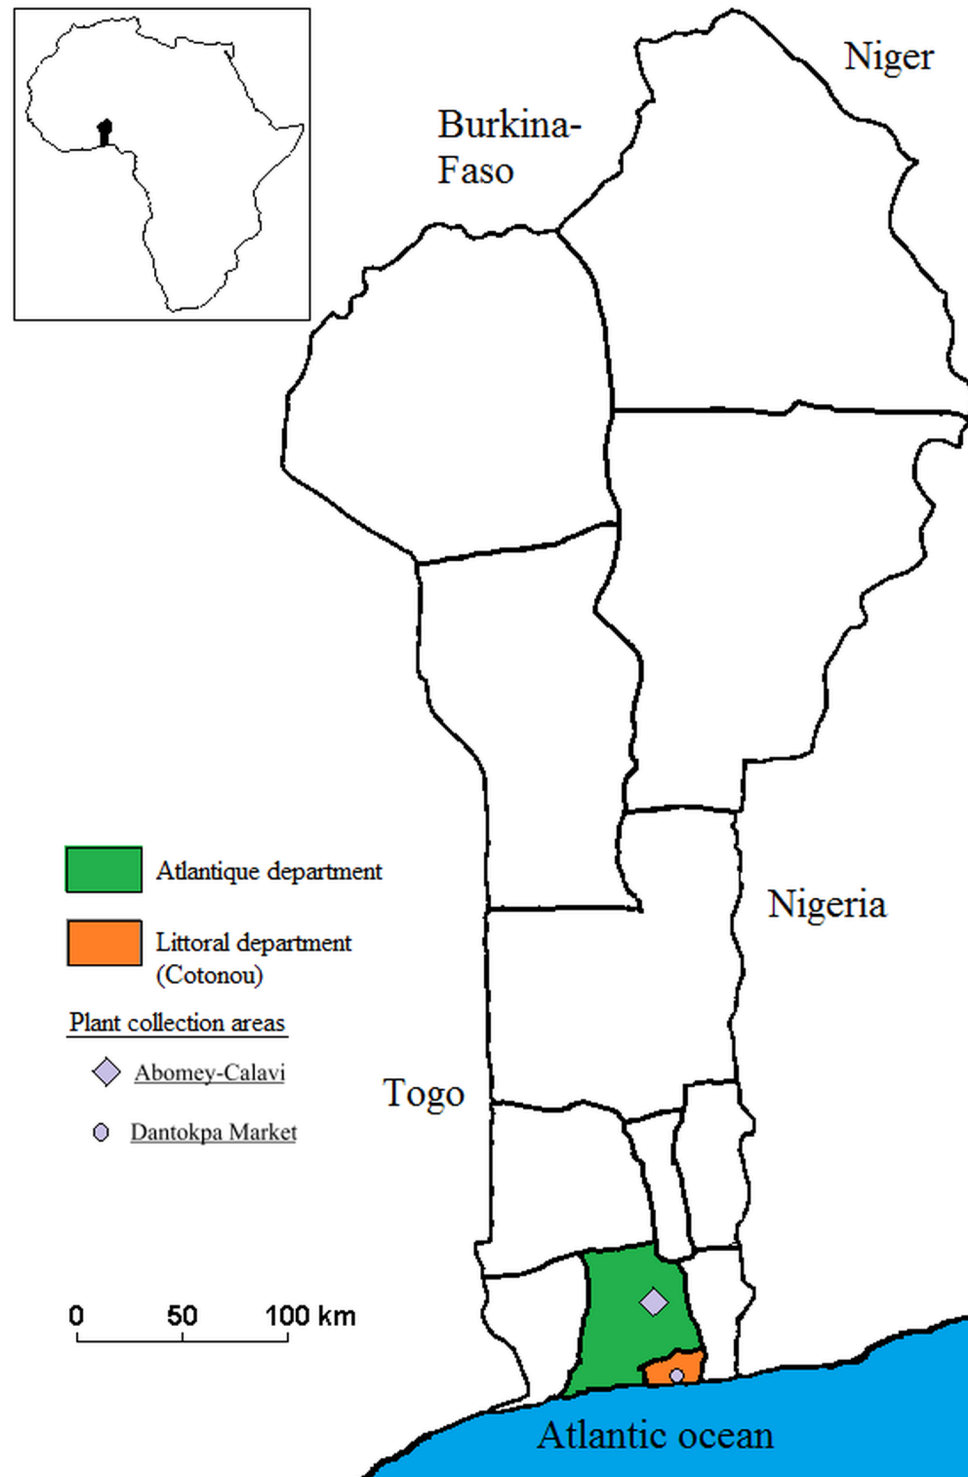 Niger
Burkina-
Faso
Atlantique department
Nigeria
Littoral department
(Cotonou)
Plant collection areas
Abomey-Calavi
Togo
Dantokpa Market
0 50 100 km
Atlantic ocean